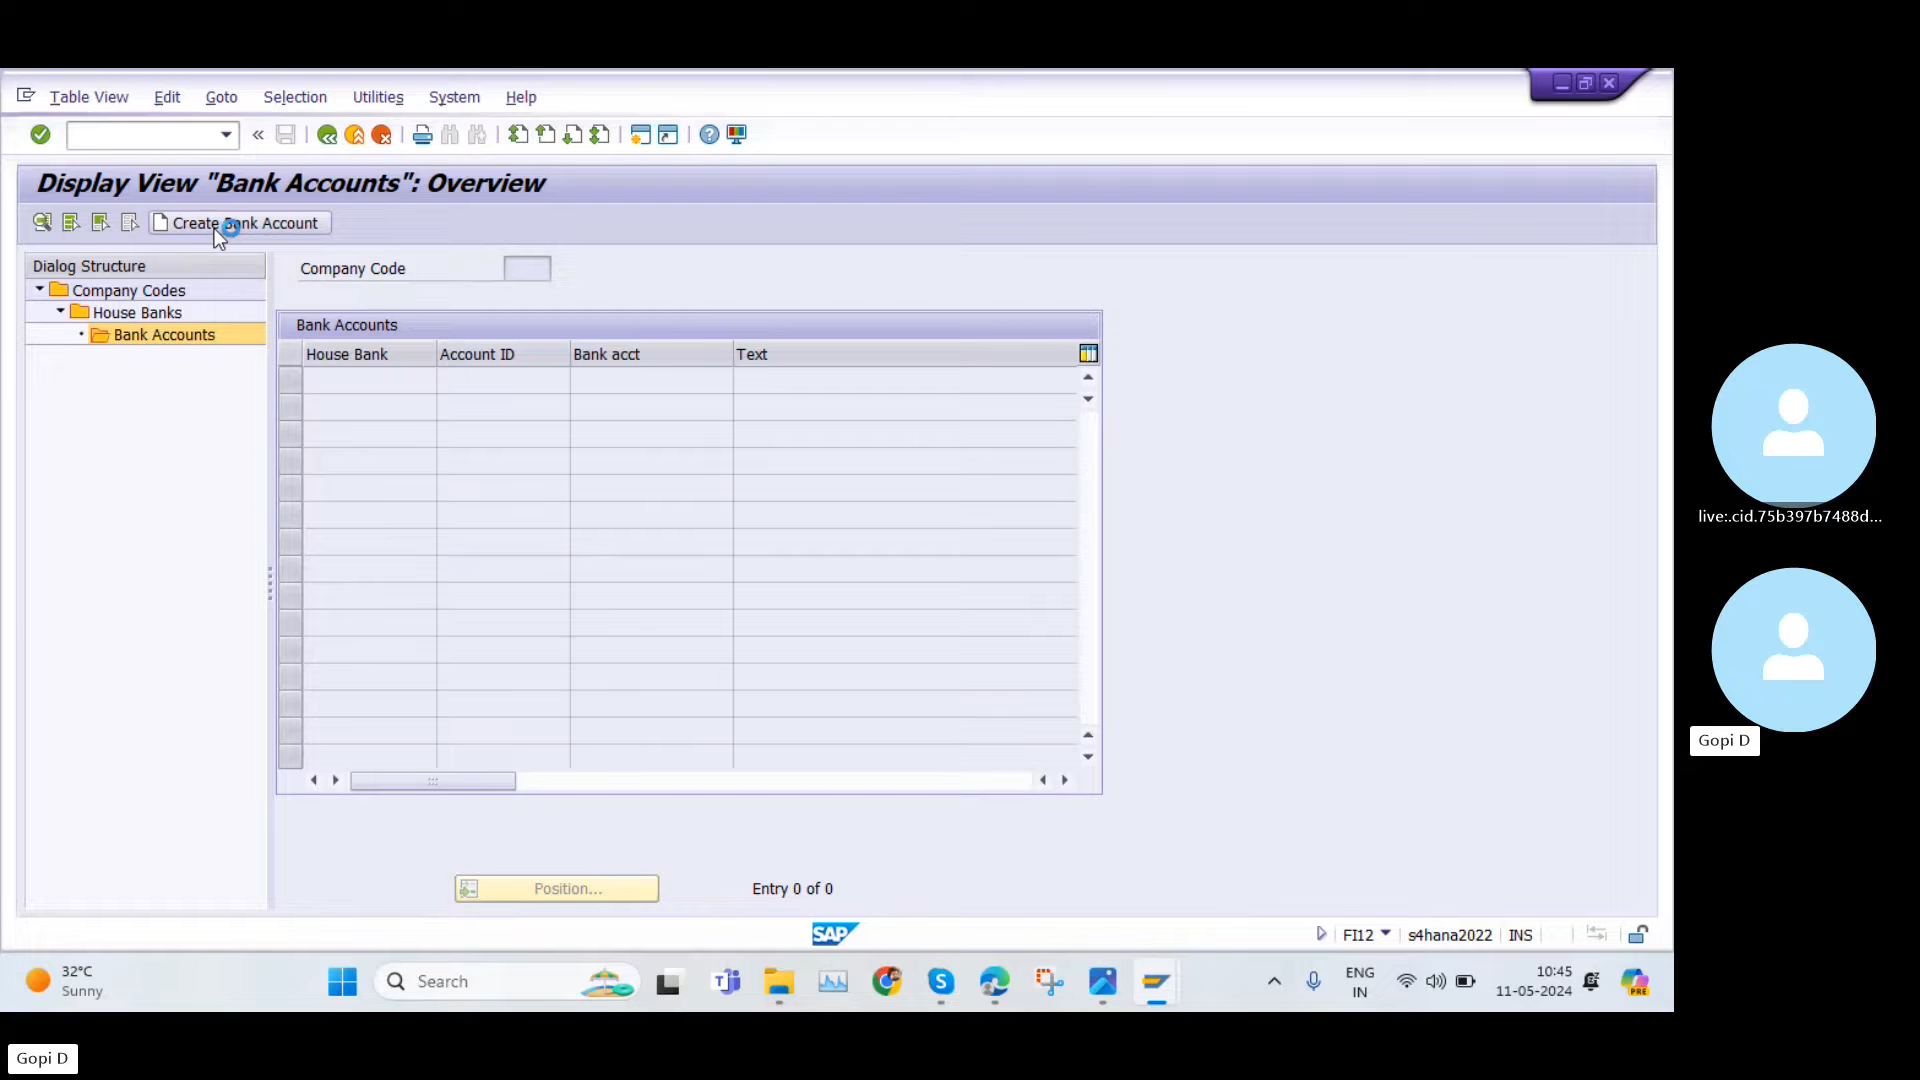 Table View Edit Goto Selection Utilities System Help
Display View "Bank Accounts": Overview
Create Bank Account
Dialog Structure
Company Codes
House Banks
Bank Accounts
Company Code
Bank Accounts
House Bank Account ID Bank acct Text
Position... Entry 0 of 0
SAP
FI12 s4hana2022 INS
32°C
Sunny
Search
ENG
IN
10:45
11-05-2024
PRE
live:.cid.75b397b7488d...
Gopi D
Gopi D